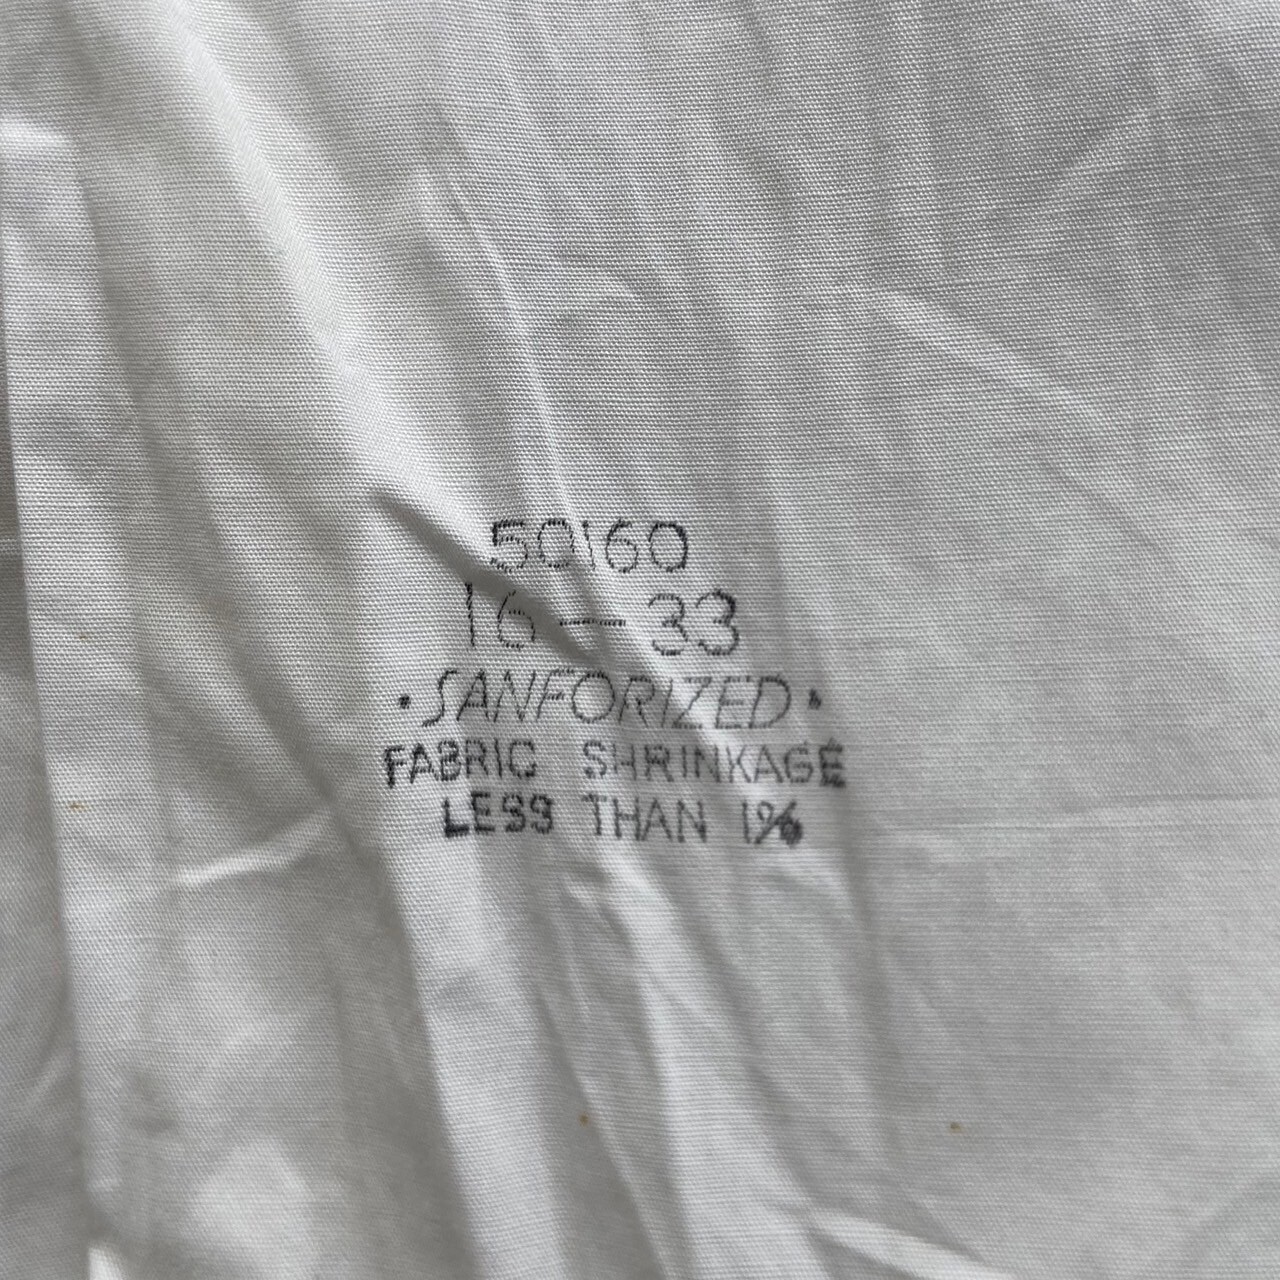 50160
16 — 33
• SANFORIZED •
FABRIC SHRINKAGE
LESS THAN 1%